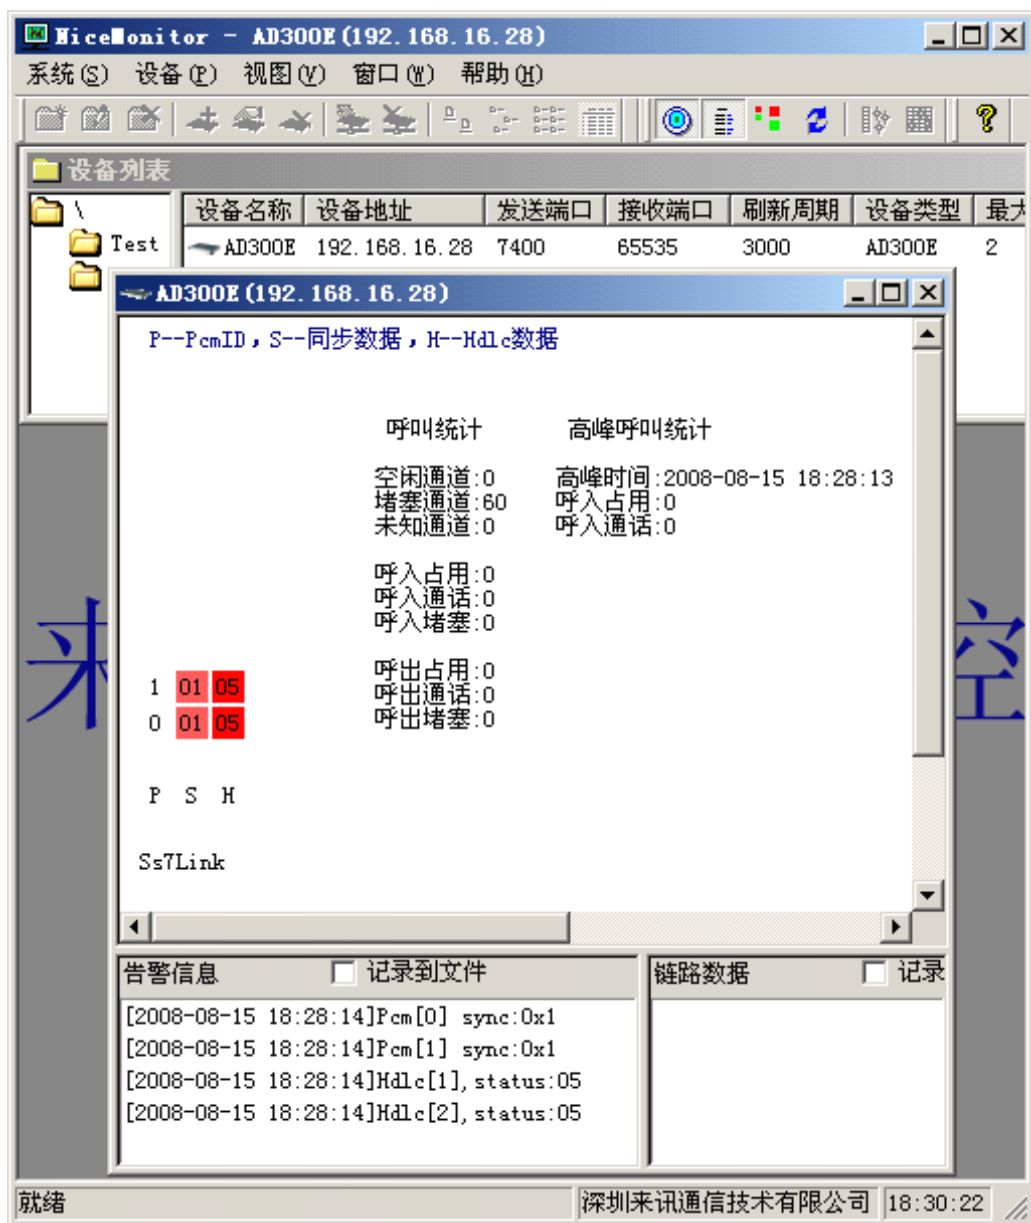 NiceMonitor - AD300E(192.168.16.28)
系统(S) 设备(P) 视图(V) 窗口(W) 帮助(H)
设备列表
\ 设备名称 设备地址 发送端口 接收端口 刷新周期 设备类型 最大
Test AD300E 192.168.16.28 7400 65535 3000 AD300E 2
AD300E(192.168.16.28)
P--PcmID，S--同步数据，H--Hdlc数据
呼叫统计 高峰呼叫统计
空闲通道:0 高峰时间:2008-08-15 18:28:13
堵塞通道:60 呼入占用:0
未知通道:0 呼入通话:0
呼入占用:0
呼入通话:0
呼入堵塞:0
呼出占用:0
1 01 05 呼出通话:0
0 01 05 呼出堵塞:0
P S H
Ss7Link
来 控
告警信息 记录到文件 链路数据 记录
[2008-08-15 18:28:14]Pcm[0] sync:0x1
[2008-08-15 18:28:14]Pcm[1] sync:0x1
[2008-08-15 18:28:14]Hdlc[1],status:05
[2008-08-15 18:28:14]Hdlc[2],status:05
就绪 深圳来讯通信技术有限公司 18:30:22